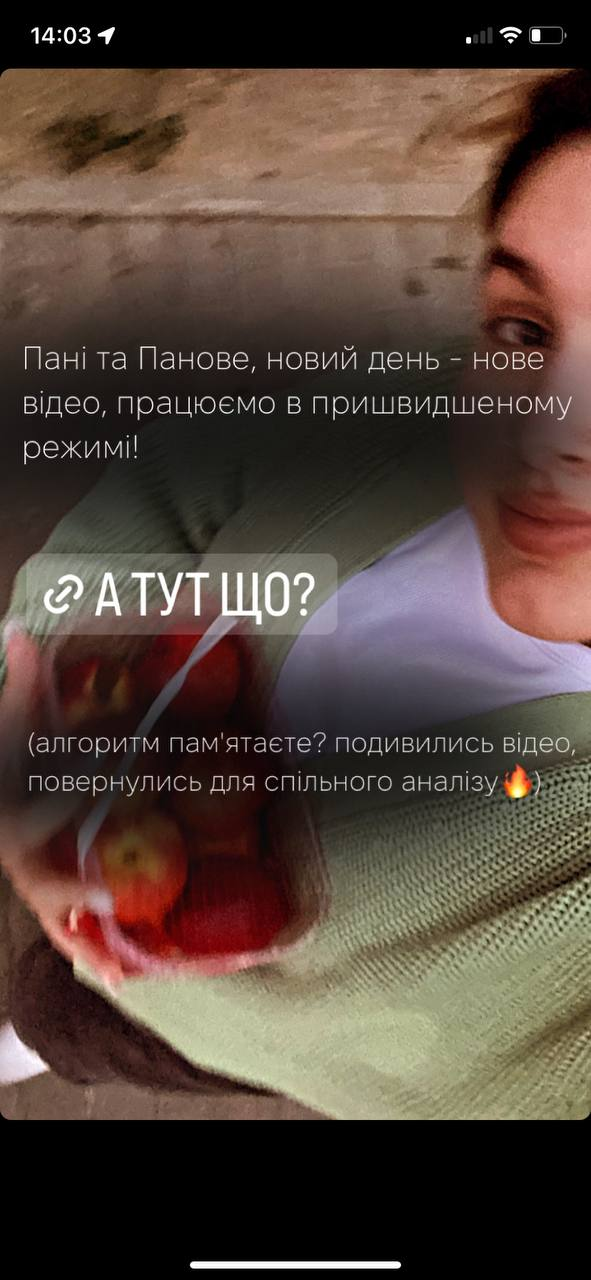 14:03
Пані та Панове, новий день - нове
відео, працюємо в пришвидшеному
режимі!
А ТУТ ЩО?
(алгоритм пам'ятаєте? подивились відео,
повернулись для спільного аналізу🔥)